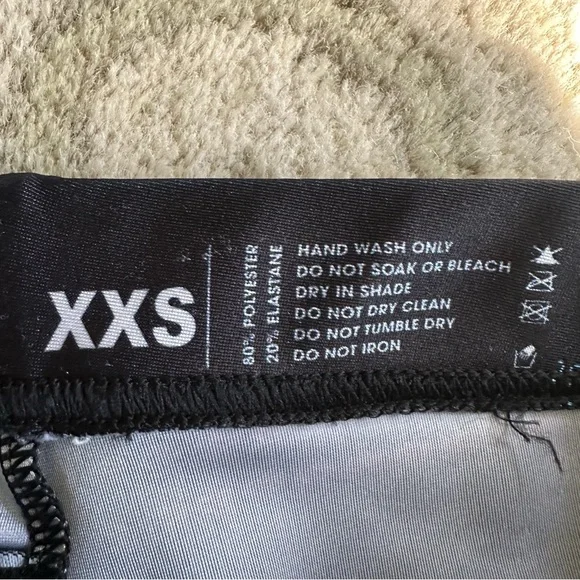 XXS
80% POLYESTER
20% ELASTANE
HAND WASH ONLY
DO NOT SOAK OR BLEACH
DRY IN SHADE
DO NOT DRY CLEAN
DO NOT TUMBLE DRY
DO NOT IRON